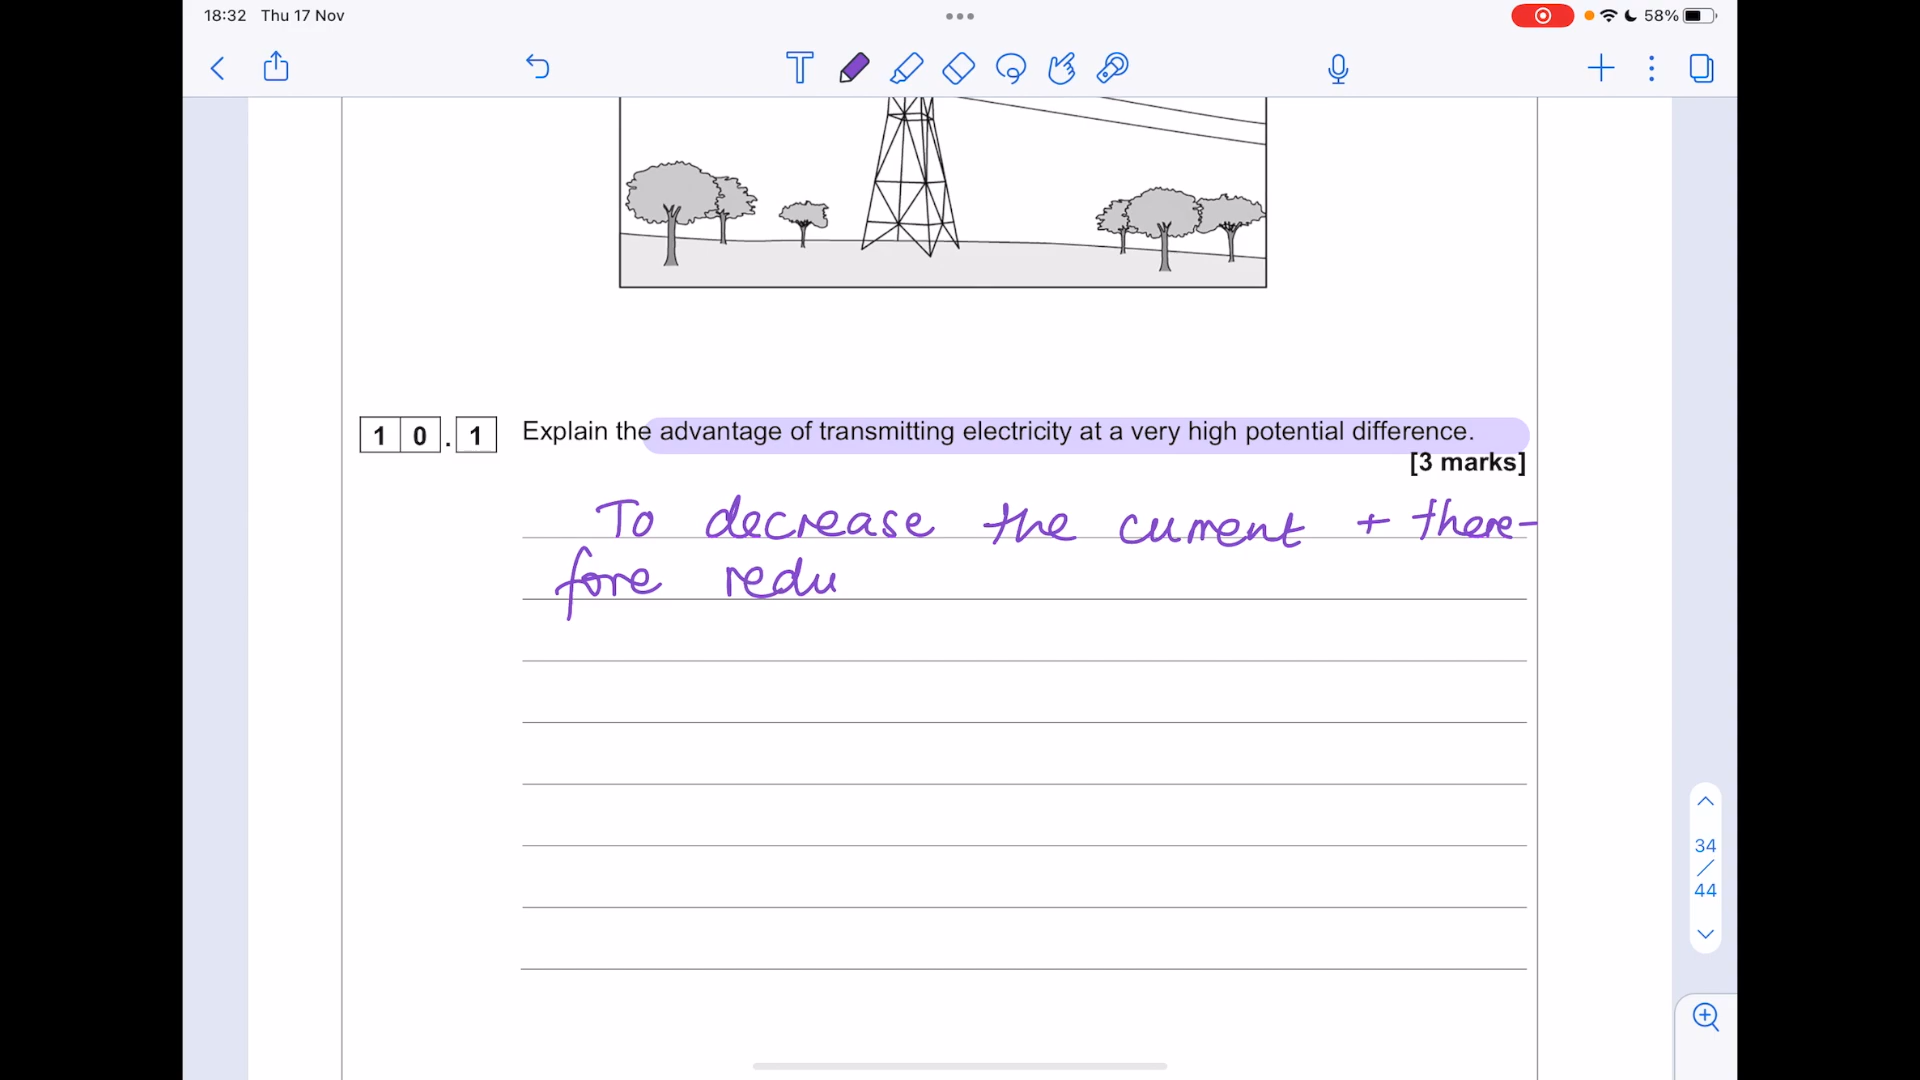 18:32 Thu 17 Nov
58%
1 0 . 1 Explain the advantage of transmitting electricity at a very high potential difference.
[3 marks]
To decrease the current + there-
fore redu
34
/
44